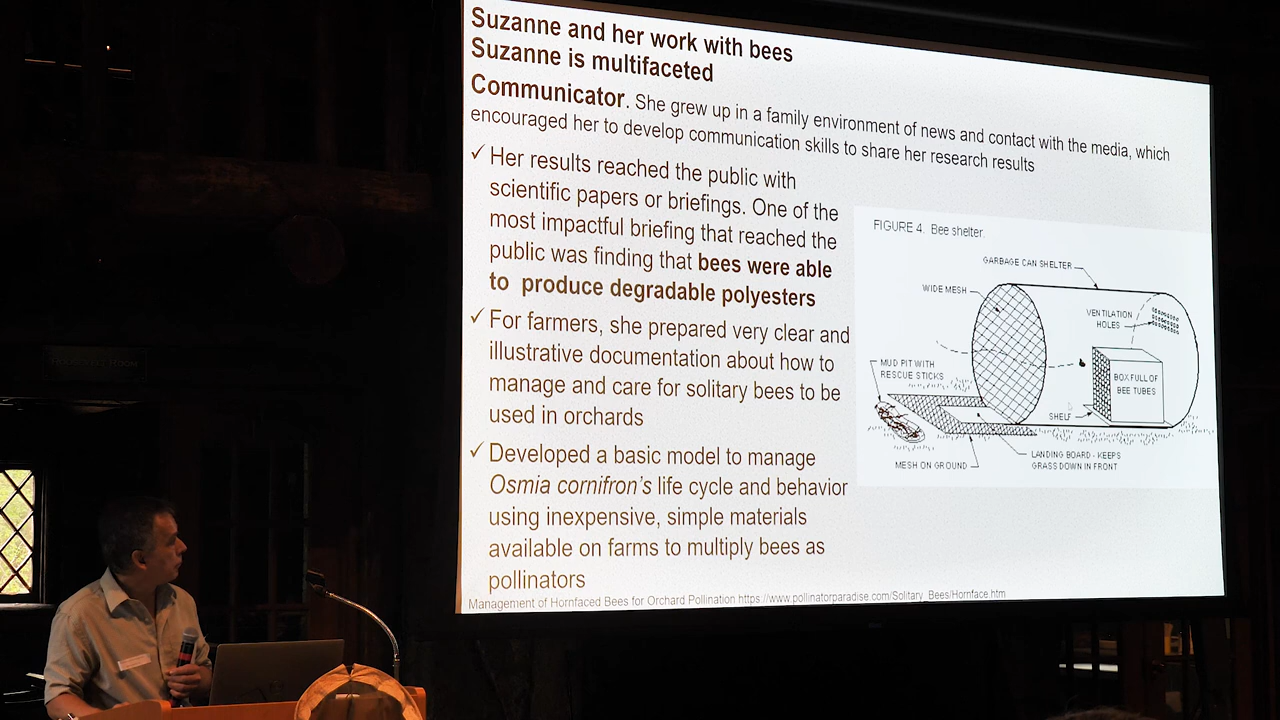 Suzanne and her work with bees
Suzanne is multifaceted
Communicator. She grew up in a family environment of news and contact with the media, which
encouraged her to develop communication skills to share her research results
✓ Her results reached the public with
scientific papers or briefings. One of the
most impactful briefing that reached the
public was finding that bees were able
to produce degradable polyesters
✓ For farmers, she prepared very clear and
illustrative documentation about how to
manage and care for solitary bees to be
used in orchards
✓ Developed a basic model to manage
Osmia cornifron's life cycle and behavior
using inexpensive, simple materials
available on farms to multiply bees as
pollinators
FIGURE 4. Bee shelter.
GARBAGE CAN SHELTER
WIDE MESH
VENTILATION
HOLES
MUD PIT WITH
RESCUE STICKS
BOX FULL OF
BEE TUBES
SHELF
LANDING BOARD - KEEPS
GRASS DOWN IN FRONT
MESH ON GROUND
Management of Hornfaced Bees for Orchard Pollination https://www.pollinatorparadise.com/Solitary_Bees/Hornface.htm